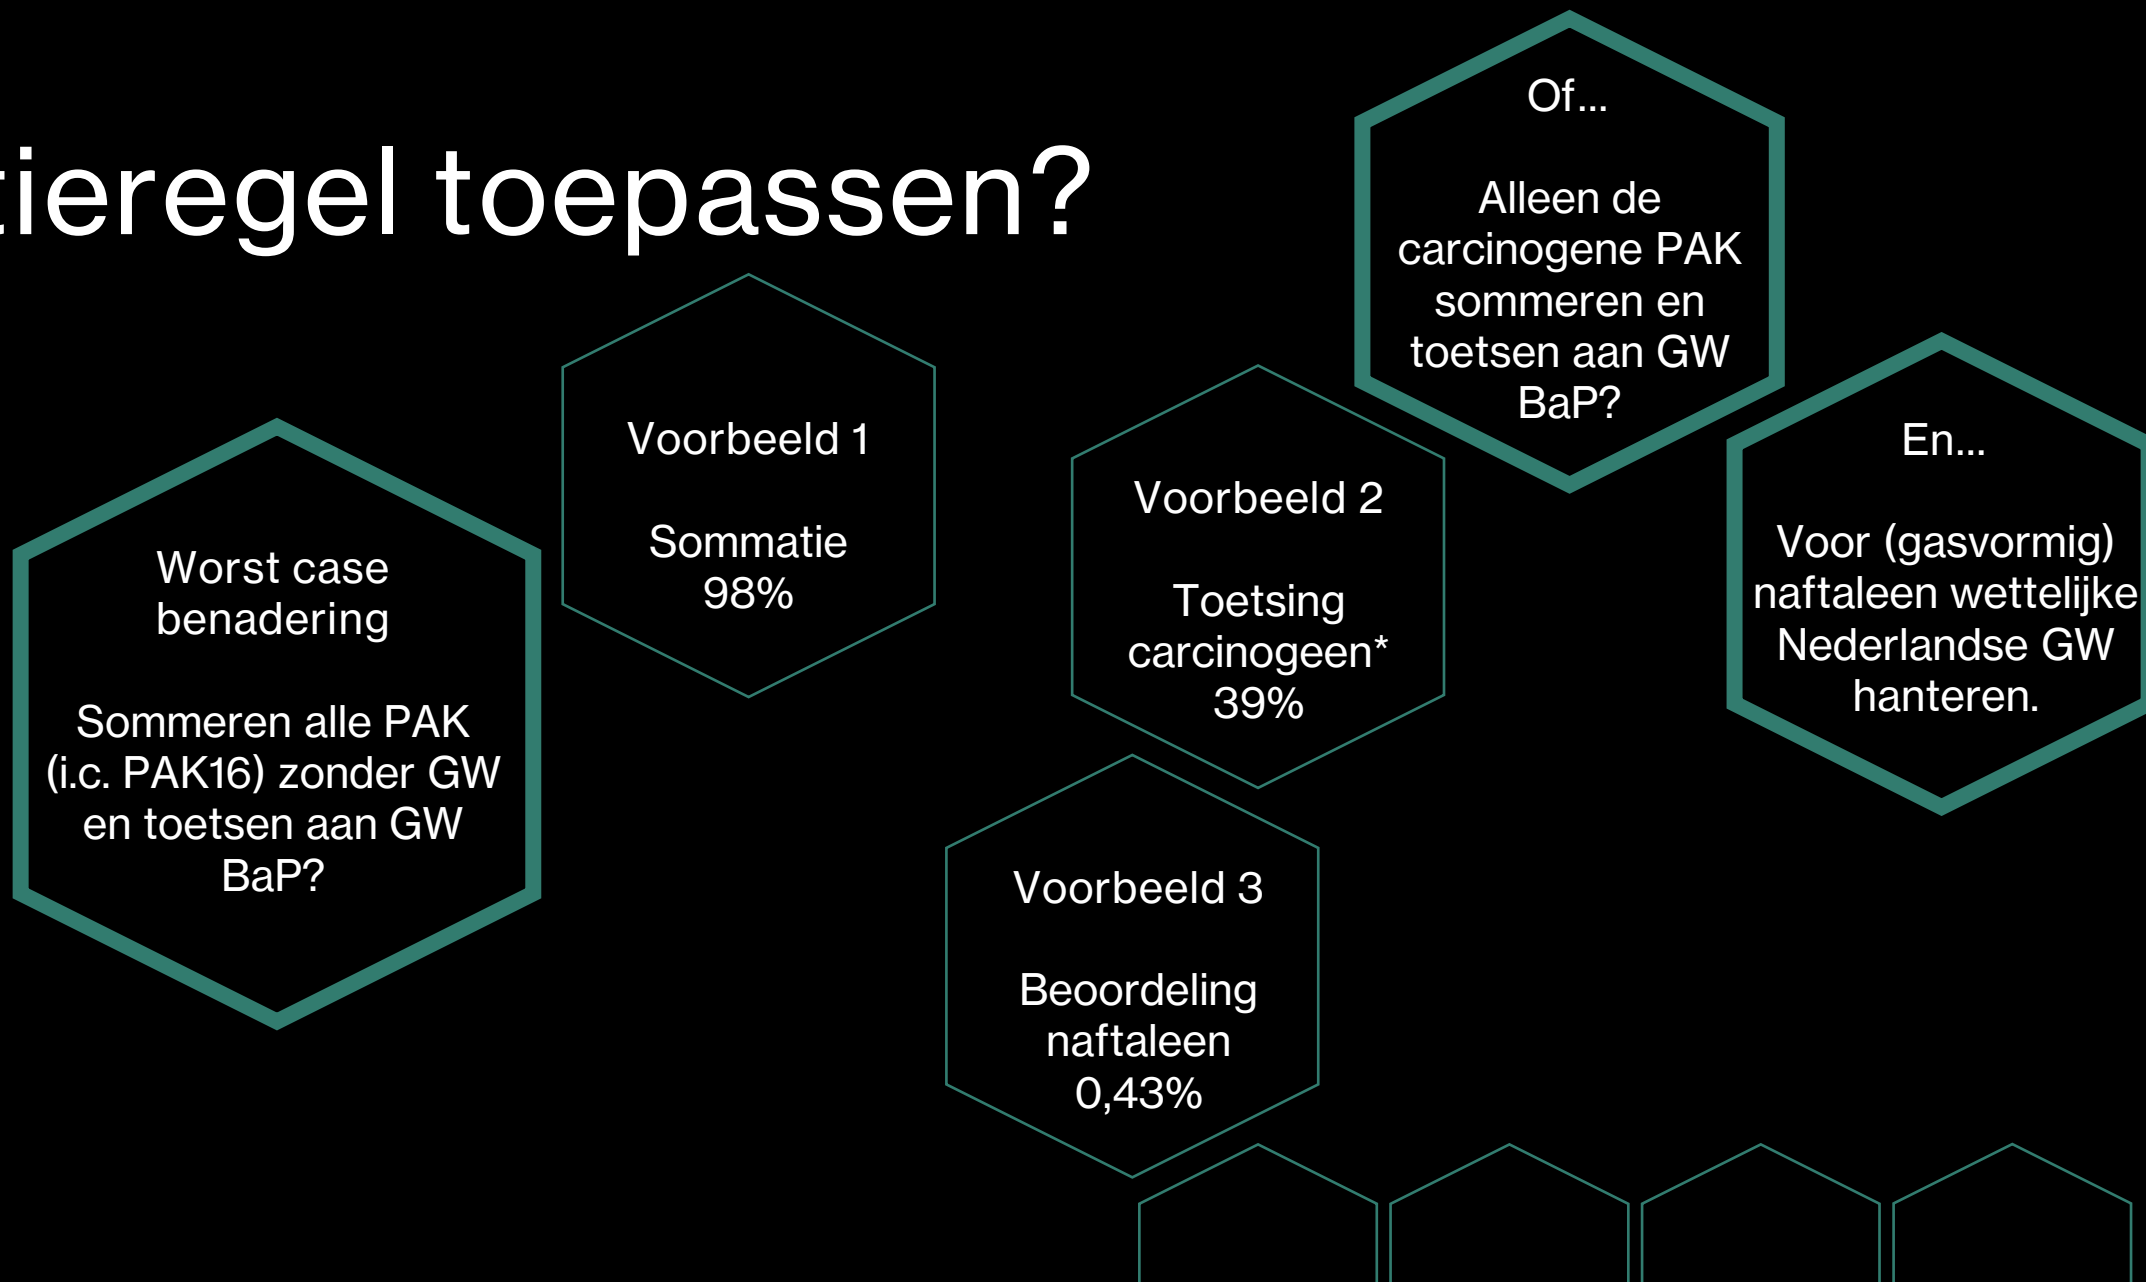 tieregel toepassen?
Worst case
benadering
Sommeren alle PAK
(i.c. PAK16) zonder GW
en toetsen aan GW
BaP?
Voorbeeld 1
Sommatie
98%
Voorbeeld 2
Toetsing
carcinogeen*
39%
Voorbeeld 3
Beoordeling
naftaleen
0,43%
Of...
Alleen de
carcinogene PAK
sommeren en
toetsen aan GW
BaP?
En...
Voor (gasvormig)
naftaleen wettelijke
Nederlandse GW
hanteren.